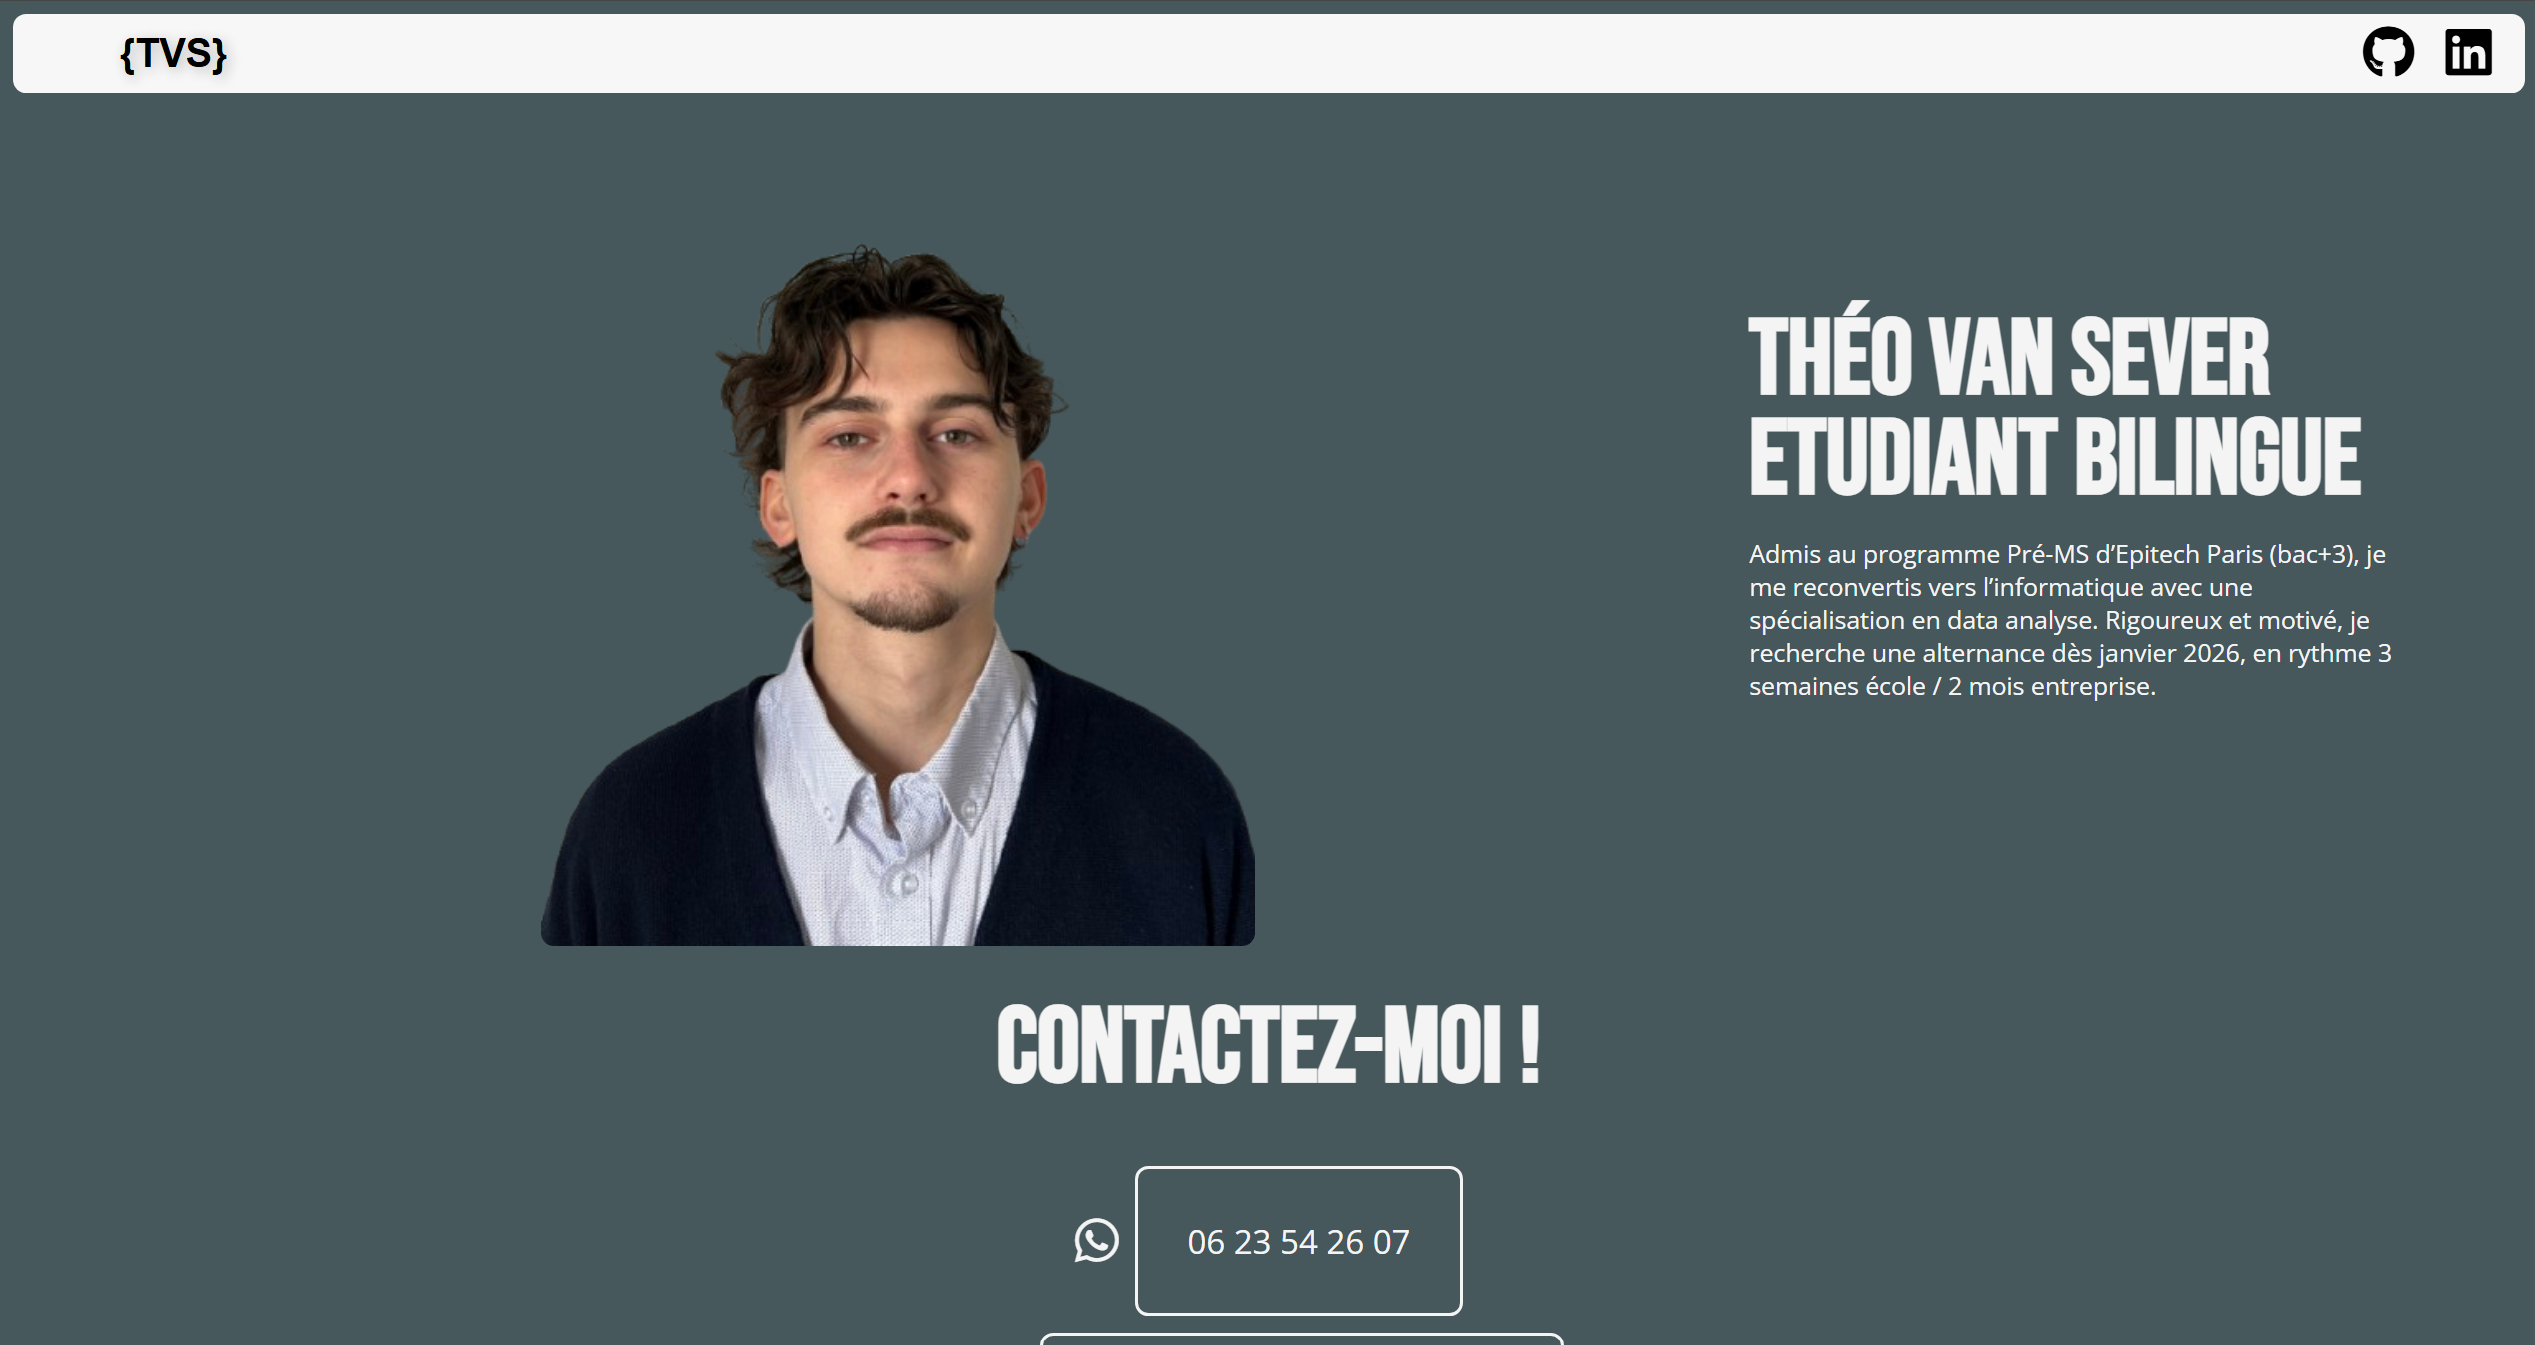 {TVS}
in
THÉO VAN SEVER
ETUDIANT BILINGUE
Admis au programme Pré-MS d’Epitech Paris (bac+3), je
me reconvertis vers l’informatique avec une
spécialisation en data analyse. Rigoureux et motivé, je
recherche une alternance dès janvier 2026, en rythme 3
semaines école / 2 mois entreprise.
CONTACTEZ-MOI !
06 23 54 26 07